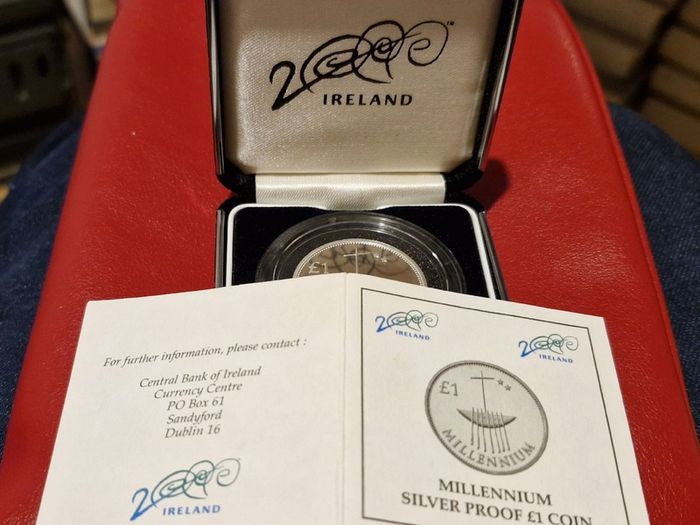 2000™
IRELAND
£1
For further information, please contact :
Central Bank of Ireland
Currency Centre
PO Box 61
Sandyford
Dublin 16
2000
IRELAND
2000
IRELAND
2000
IRELAND
£1
MILLENNIUM
MILLENNIUM
SILVER PROOF £1 COIN